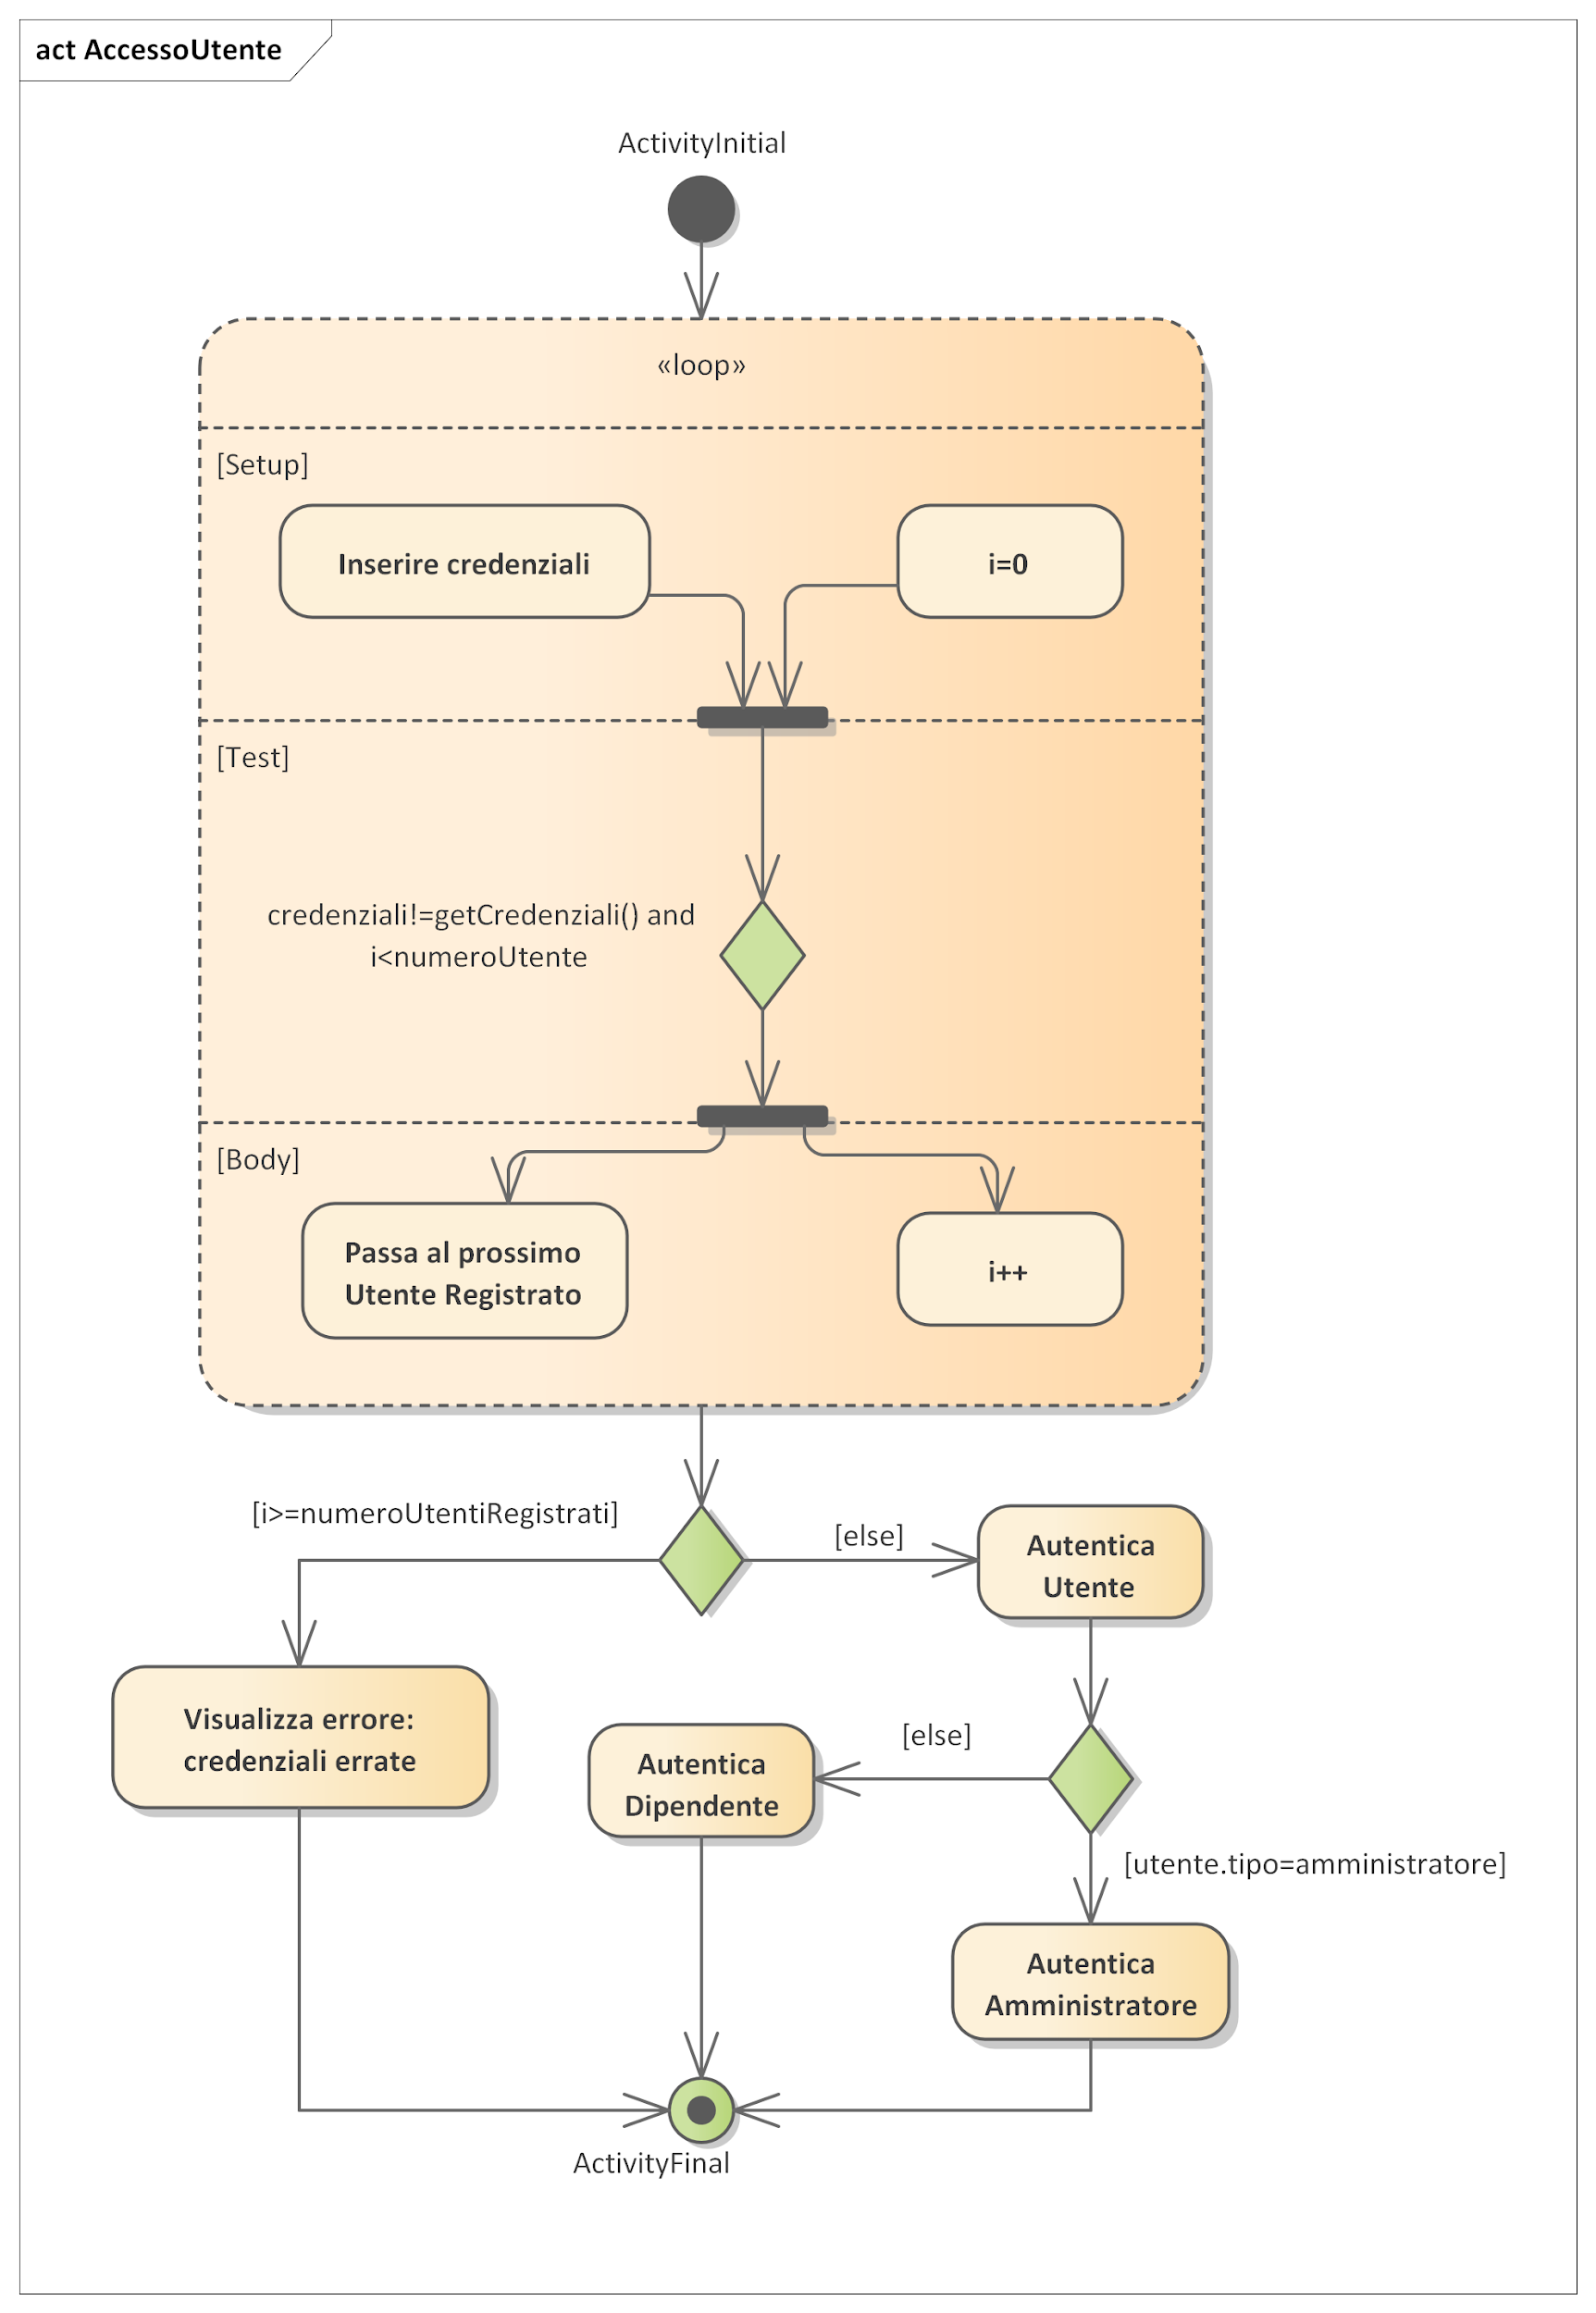 act AccessoUtente
ActivityInitial
«loop»
[Setup]
Inserire credenziali
i=0
[Test]
credenziali!=getCredenziali() and
i<numeroUtente
[Body]
Passa al prossimo
Utente Registrato
i++
[i>=numeroUtentiRegistrati]
[else]
Autentica
Utente
Visualizza errore:
credenziali errate
Autentica
Dipendente
[else]
[utente.tipo=amministratore]
Autentica
Amministratore
ActivityFinal